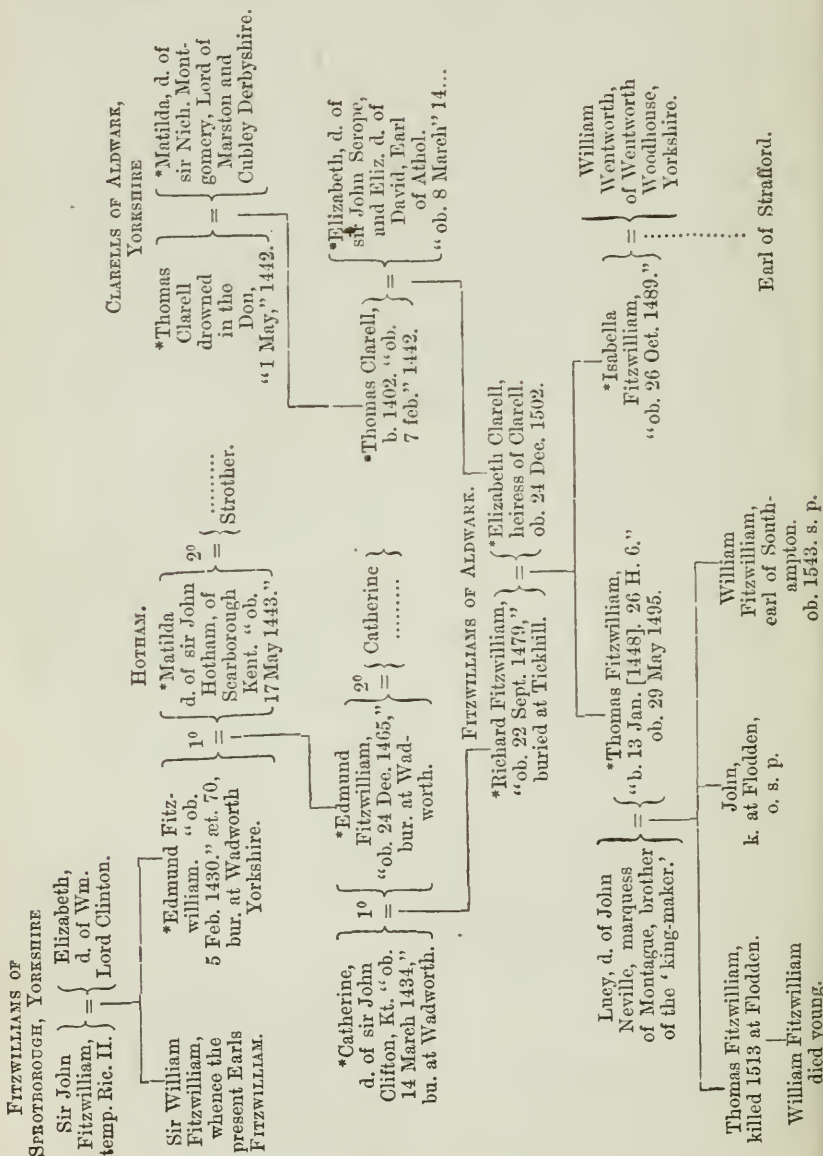 FITZWILLIAMS OF
SPROTBOROUGH, YORKSHIRE
Sir John
Fitzwilliam,
temp. Ric. II.
=
Elizabeth,
d. of Wm.
Lord Clinton.
Sir William
Fitzwilliam,
whence the
present Earls
FITZWILLIAM.
*Edmund Fitz-
william. "ob.
5 Feb. 1430." æt. 70,
bur. at Wadworth
Yorkshire.
1º
=
HOTHAM.
*Matilda
d. of sir John
Hotham, of
Scarborough
Kent. "ob.
17 May 1443."
2º
=
.........
Strother.
CLARELLS OF ALDWARK,
YORKSHIRE
*Thomas
Clarell
drowned
in the
Don,
"1 May," 1442.
=
*Matilda, d. of
sir Nich. Mont-
gomery, Lord of
Marston and
Cubley Derbyshire.
*Catherine,
d. of sir John
Clifton, Kt. "ob.
14 March 1434,"
bu. at Wadworth.
1º
=
*Edmund
Fitzwilliam,
"ob. 24 Dec. 1465,"
bur. at Wad-
worth.
2º
=
Catherine
.........
*Thomas Clarell,
b. 1402. "ob.
7 feb." 1442.
=
*Elizabeth, d. of
sir John Scrope,
and Eliz. d. of
David, Earl
of Athol.
"ob. 8 March" 14...
FITZWILLIAMS OF ALDWARK.
*Richard Fitzwilliam,
"ob. 22 Sept. 1479,"
buried at Tickhill.
=
*Elizabeth Clarell,
heiress of Clarell.
ob. 24 Dec. 1502.
Lucy, d. of John
Neville, marquess
of Montague, brother
of the 'king-maker.'
=
*Thomas Fitzwilliam,
"b. 13 Jan. [1448]. 26 H. 6."
ob. 29 May 1495.
*Isabella
Fitzwilliam,
"ob. 26 Oct. 1489."
=
William
Wentworth,
of Wentworth
Woodhouse,
Yorkshire.
Thomas Fitzwilliam,
killed 1513 at Flodden.
William Fitzwilliam
died young.
John,
k. at Flodden,
o. s. p.
William
Fitzwilliam,
earl of South-
ampton.
ob. 1543. s. p.
Earl of Strafford.